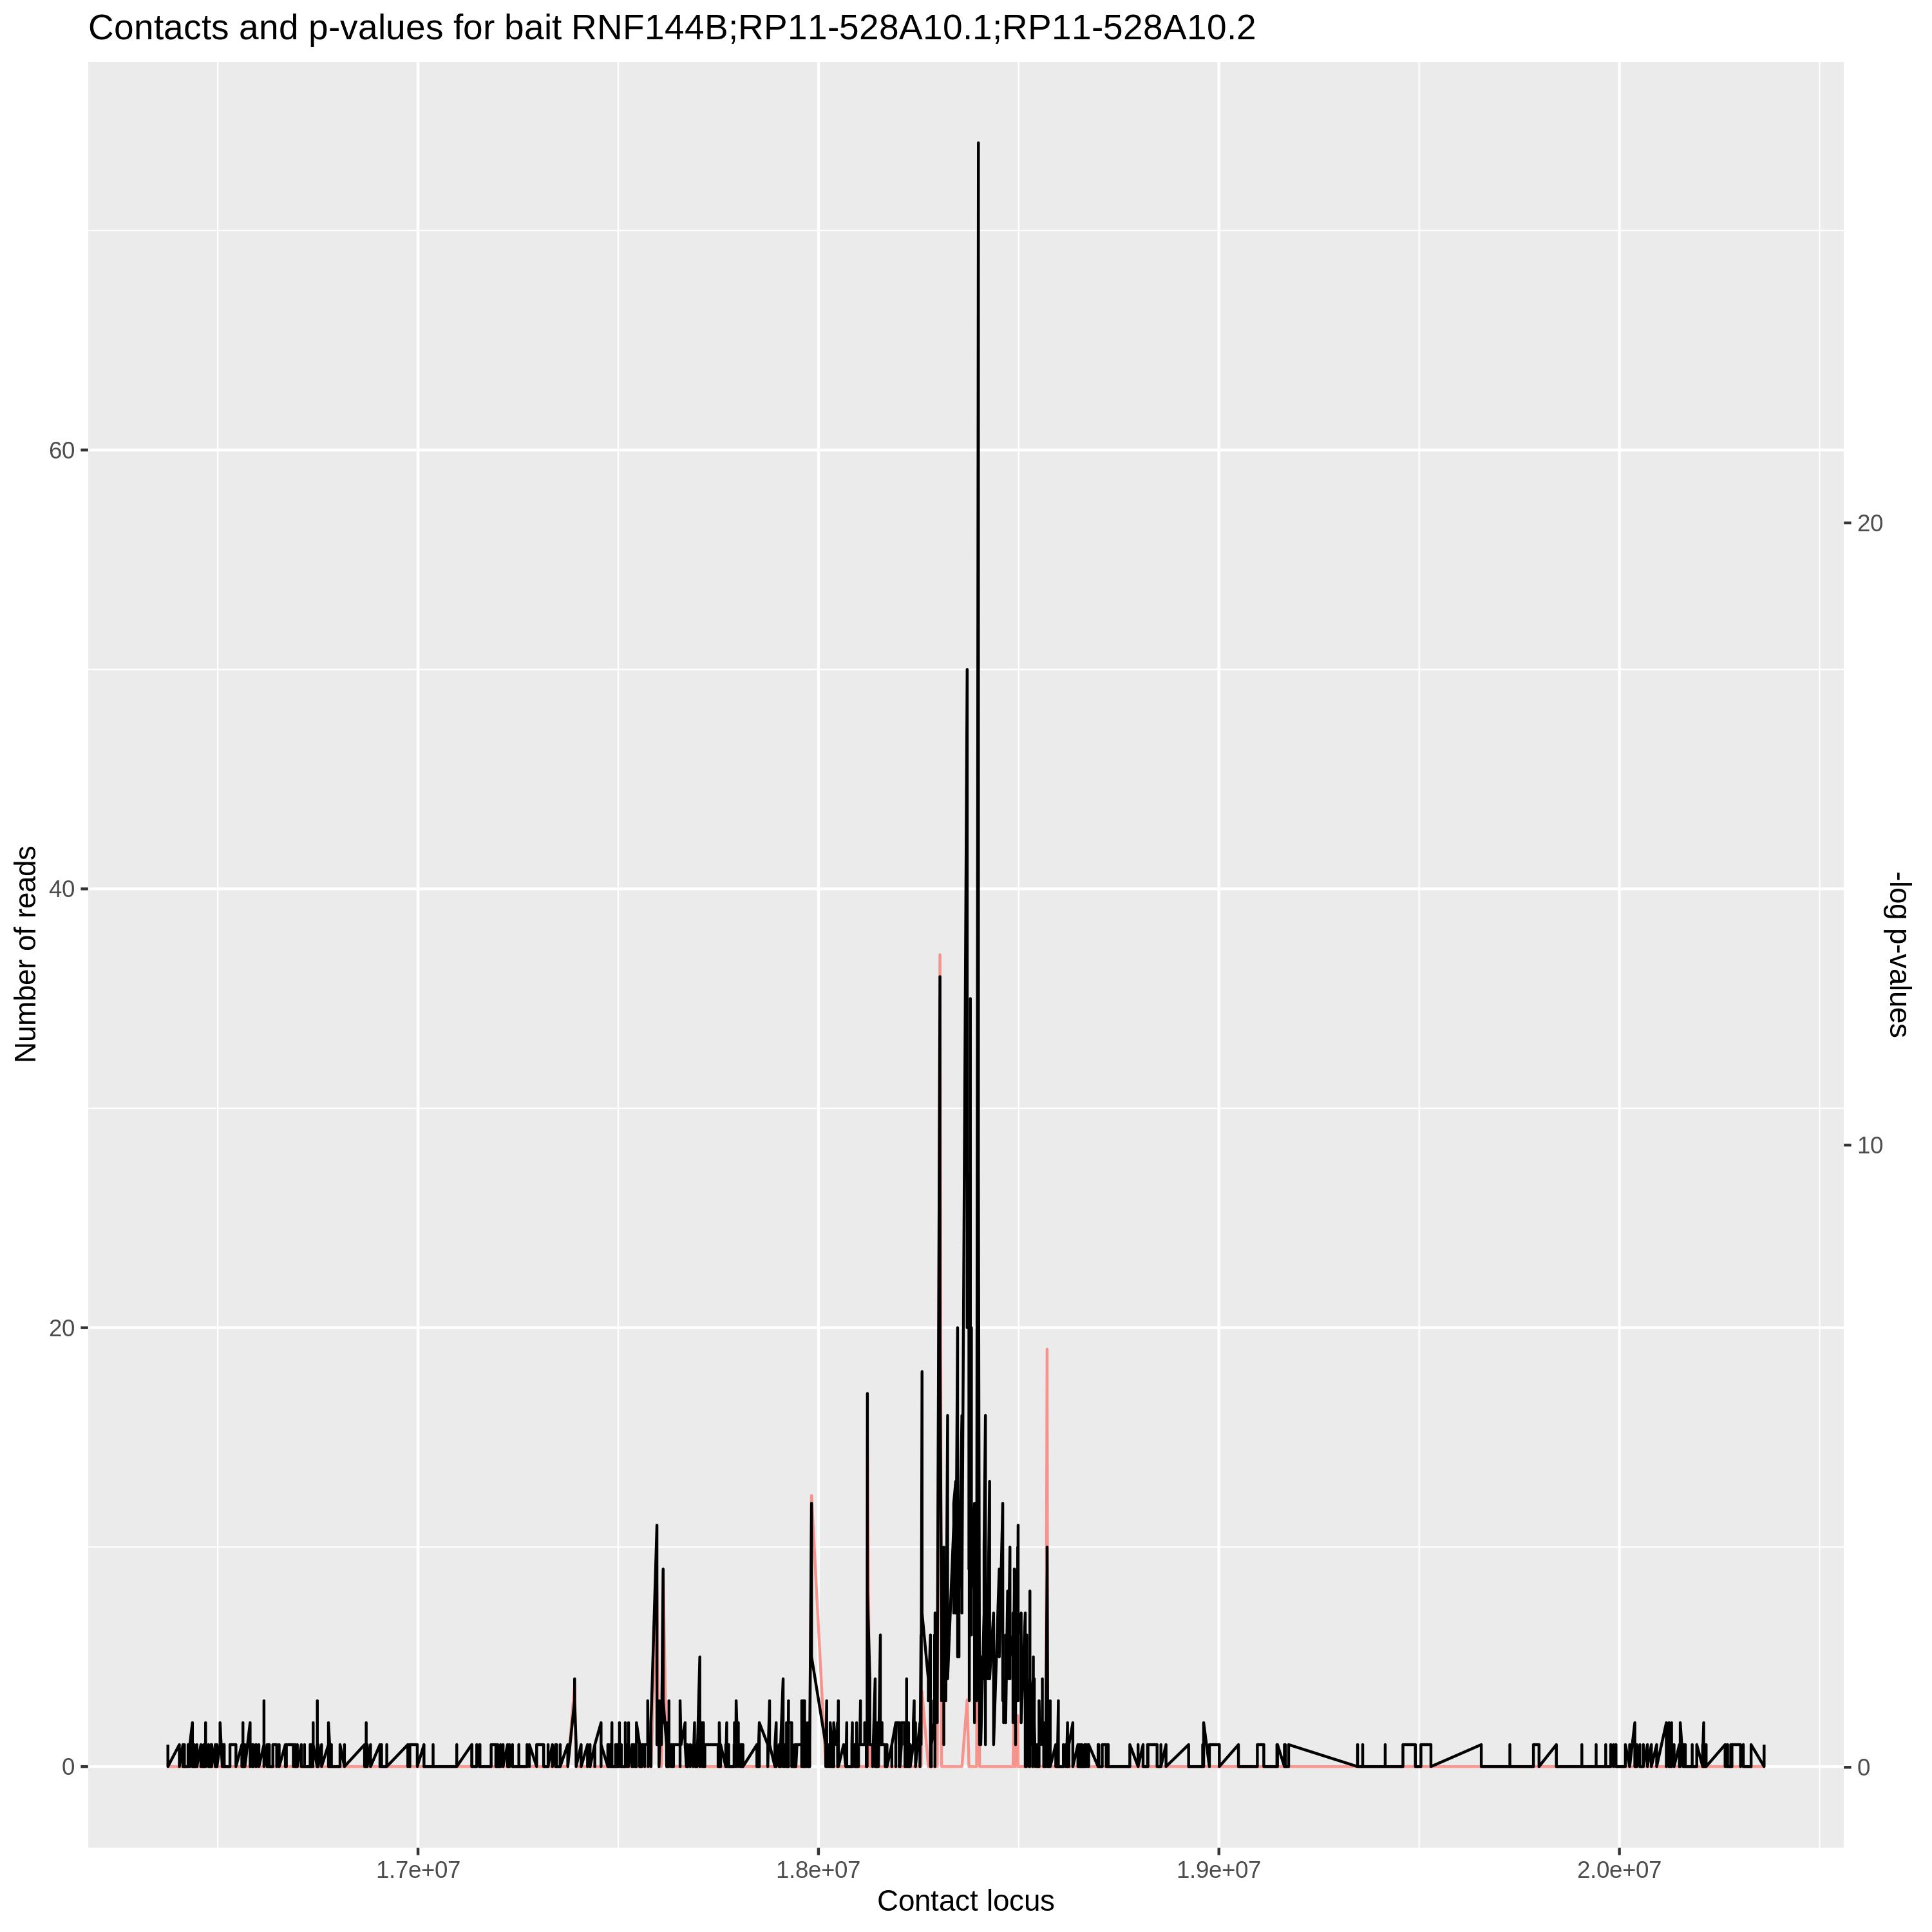 Contacts and p-values for bait RNF144B;RP11-528A10.1;RP11-528A10.2
60
40
20
0
Number of reads
20
10
0
-log p-values
1.7e+07
1.8e+07
1.9e+07
2.0e+07
Contact locus